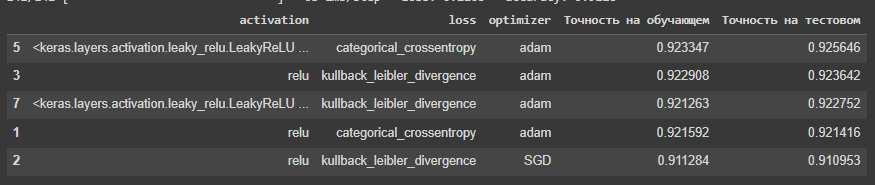 activation loss optimizer Точность на обучающем Точность на тестовом
5 <keras.layers.activation.leaky_relu.LeakyReLU ... categorical_crossentropy adam 0.923347 0.925646
3 relu kullback_leibler_divergence adam 0.922908 0.923642
7 <keras.layers.activation.leaky_relu.LeakyReLU ... kullback_leibler_divergence adam 0.921263 0.922752
1 relu categorical_crossentropy adam 0.921592 0.921416
2 relu kullback_leibler_divergence SGD 0.911284 0.910953